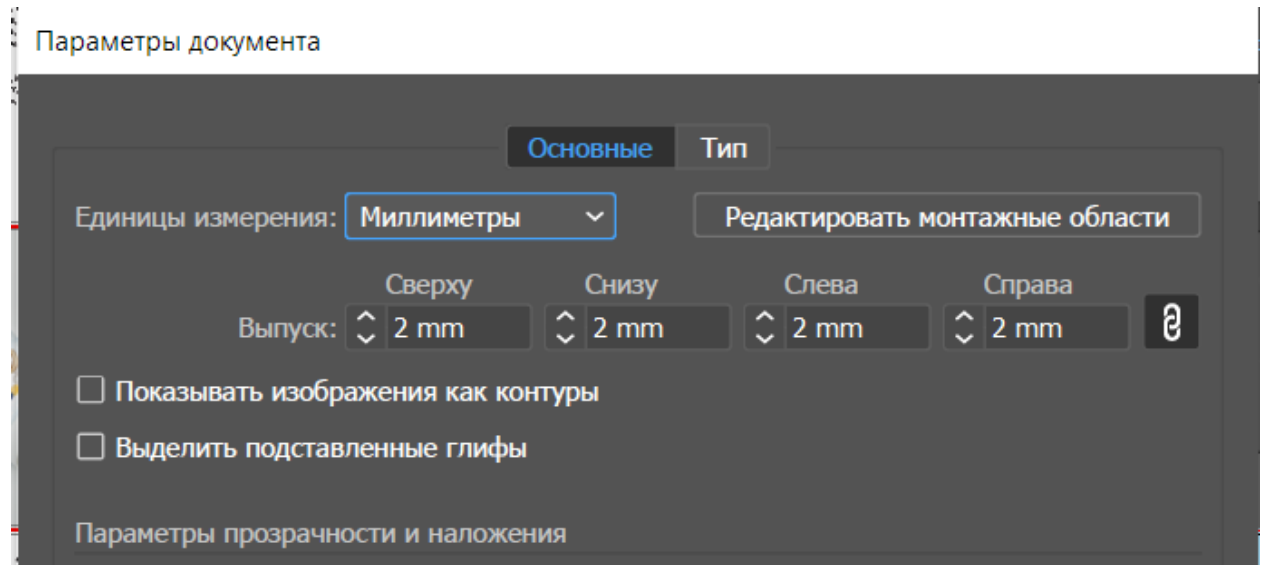 Параметры документа
Основные Тип
Единицы измерения: Миллиметры Редактировать монтажные области
Сверху Снизу Слева Справа
Выпуск: 2 mm 2 mm 2 mm 2 mm
Показывать изображения как контуры
Выделить подставленные глифы
Параметры прозрачности и наложения